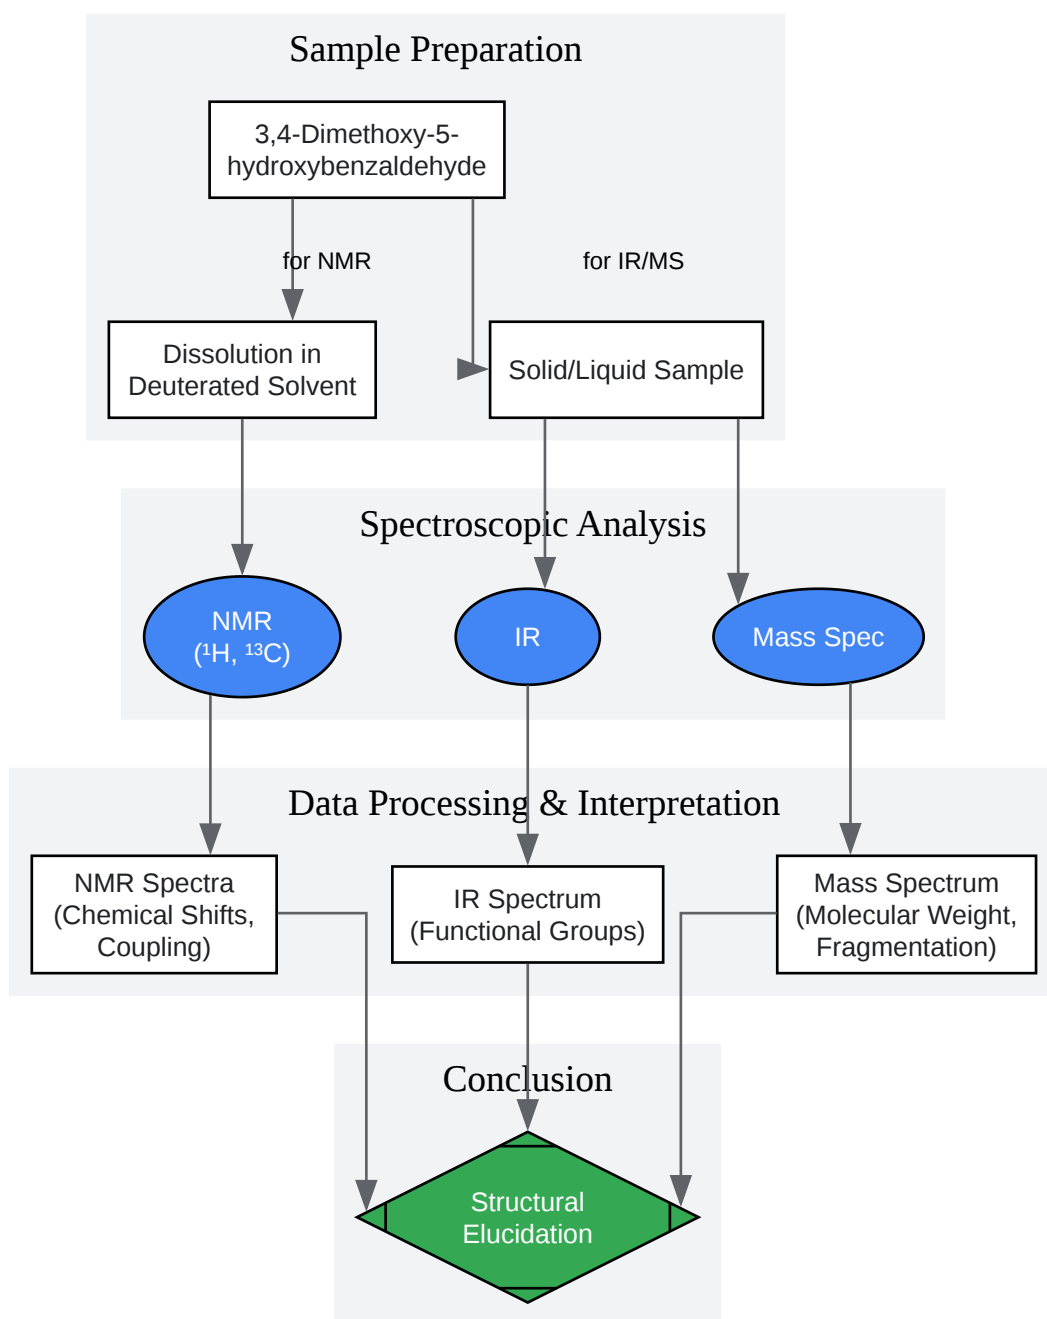 Sample Preparation
3,4-Dimethoxy-5-
hydroxybenzaldehyde
for NMR
for IR/MS
Dissolution in
Deuterated Solvent
Solid/Liquid Sample
Spectroscopic Analysis
NMR
(¹H, ¹³C)
IR
Mass Spec
Data Processing & Interpretation
NMR Spectra
(Chemical Shifts,
Coupling)
IR Spectrum
(Functional Groups)
Mass Spectrum
(Molecular Weight,
Fragmentation)
Conclusion
Structural
Elucidation